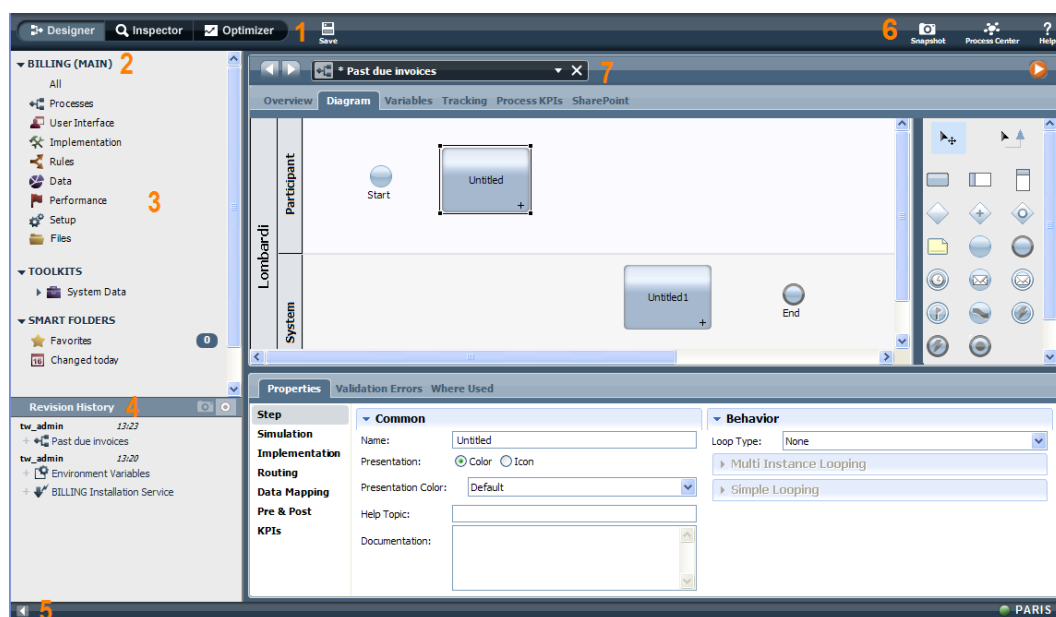 Designer Inspector Optimizer 1 Save 6 Snapshot Process Center Help
BILLING (MAIN) 2
All
Processes
User Interface
Implementation
Rules
Data
Performance 3
Setup
Files
TOOLKITS
System Data
SMART FOLDERS
Favorites 0
16 Changed today
Revision History 4
tw_admin 13:23
Past due invoices
tw_admin 13:20
Environment Variables
BILLING Installation Service
5
* Past due invoices 7
Overview Diagram Variables Tracking Process KPIs SharePoint
Lombardi
Participant
Start
Untitled
System
Untitled1
End
Properties Validation Errors Where Used
Step
Simulation
Implementation
Routing
Data Mapping
Pre & Post
KPIs
Common
Name: Untitled
Presentation: Color Icon
Presentation Color: Default
Help Topic:
Documentation:
Behavior
Loop Type: None
Multi Instance Looping
Simple Looping
PARIS